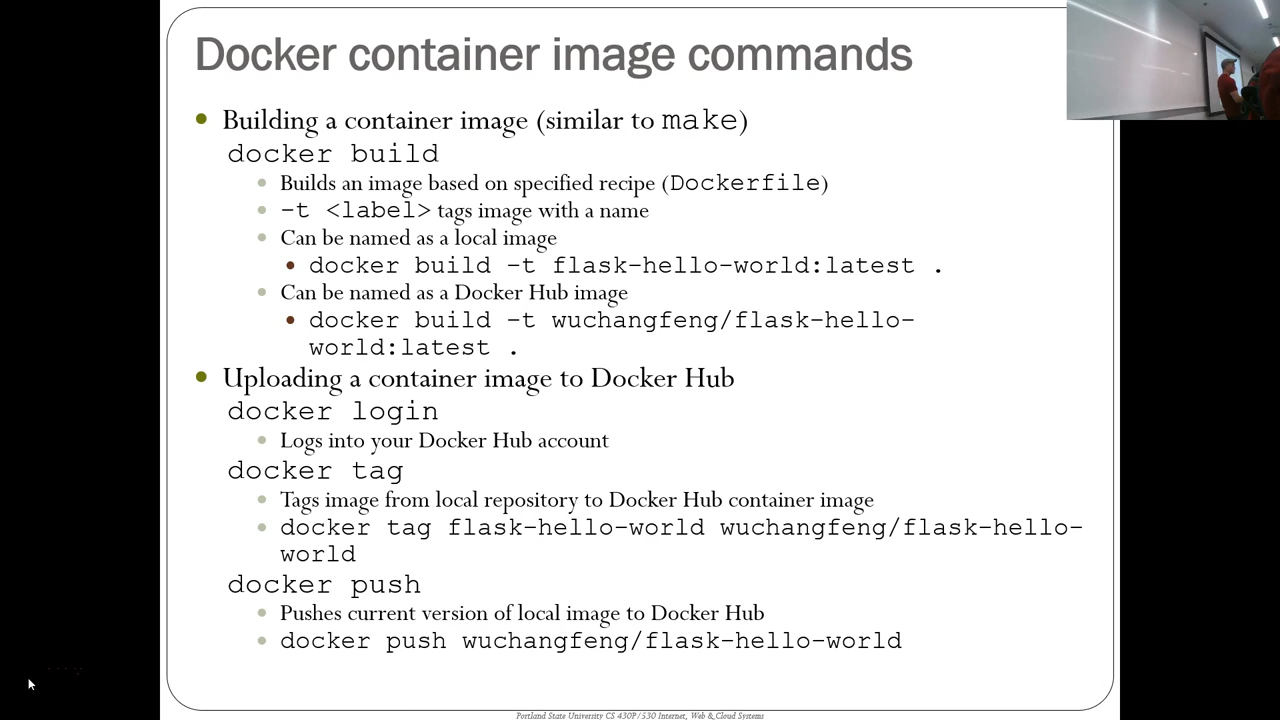 Docker container image commands
• Building a container image (similar to make)
docker build
• Builds an image based on specified recipe (Dockerfile)
• -t <label> tags image with a name
• Can be named as a local image
• docker build -t flask-hello-world:latest .
• Can be named as a Docker Hub image
• docker build -t wuchangfeng/flask-hello-
world:latest .
• Uploading a container image to Docker Hub
docker login
• Logs into your Docker Hub account
docker tag
• Tags image from local repository to Docker Hub container image
• docker tag flask-hello-world wuchangfeng/flask-hello-
world
docker push
• Pushes current version of local image to Docker Hub
• docker push wuchangfeng/flask-hello-world
Portland State University CS 430P/530 Internet, Web & Cloud Systems